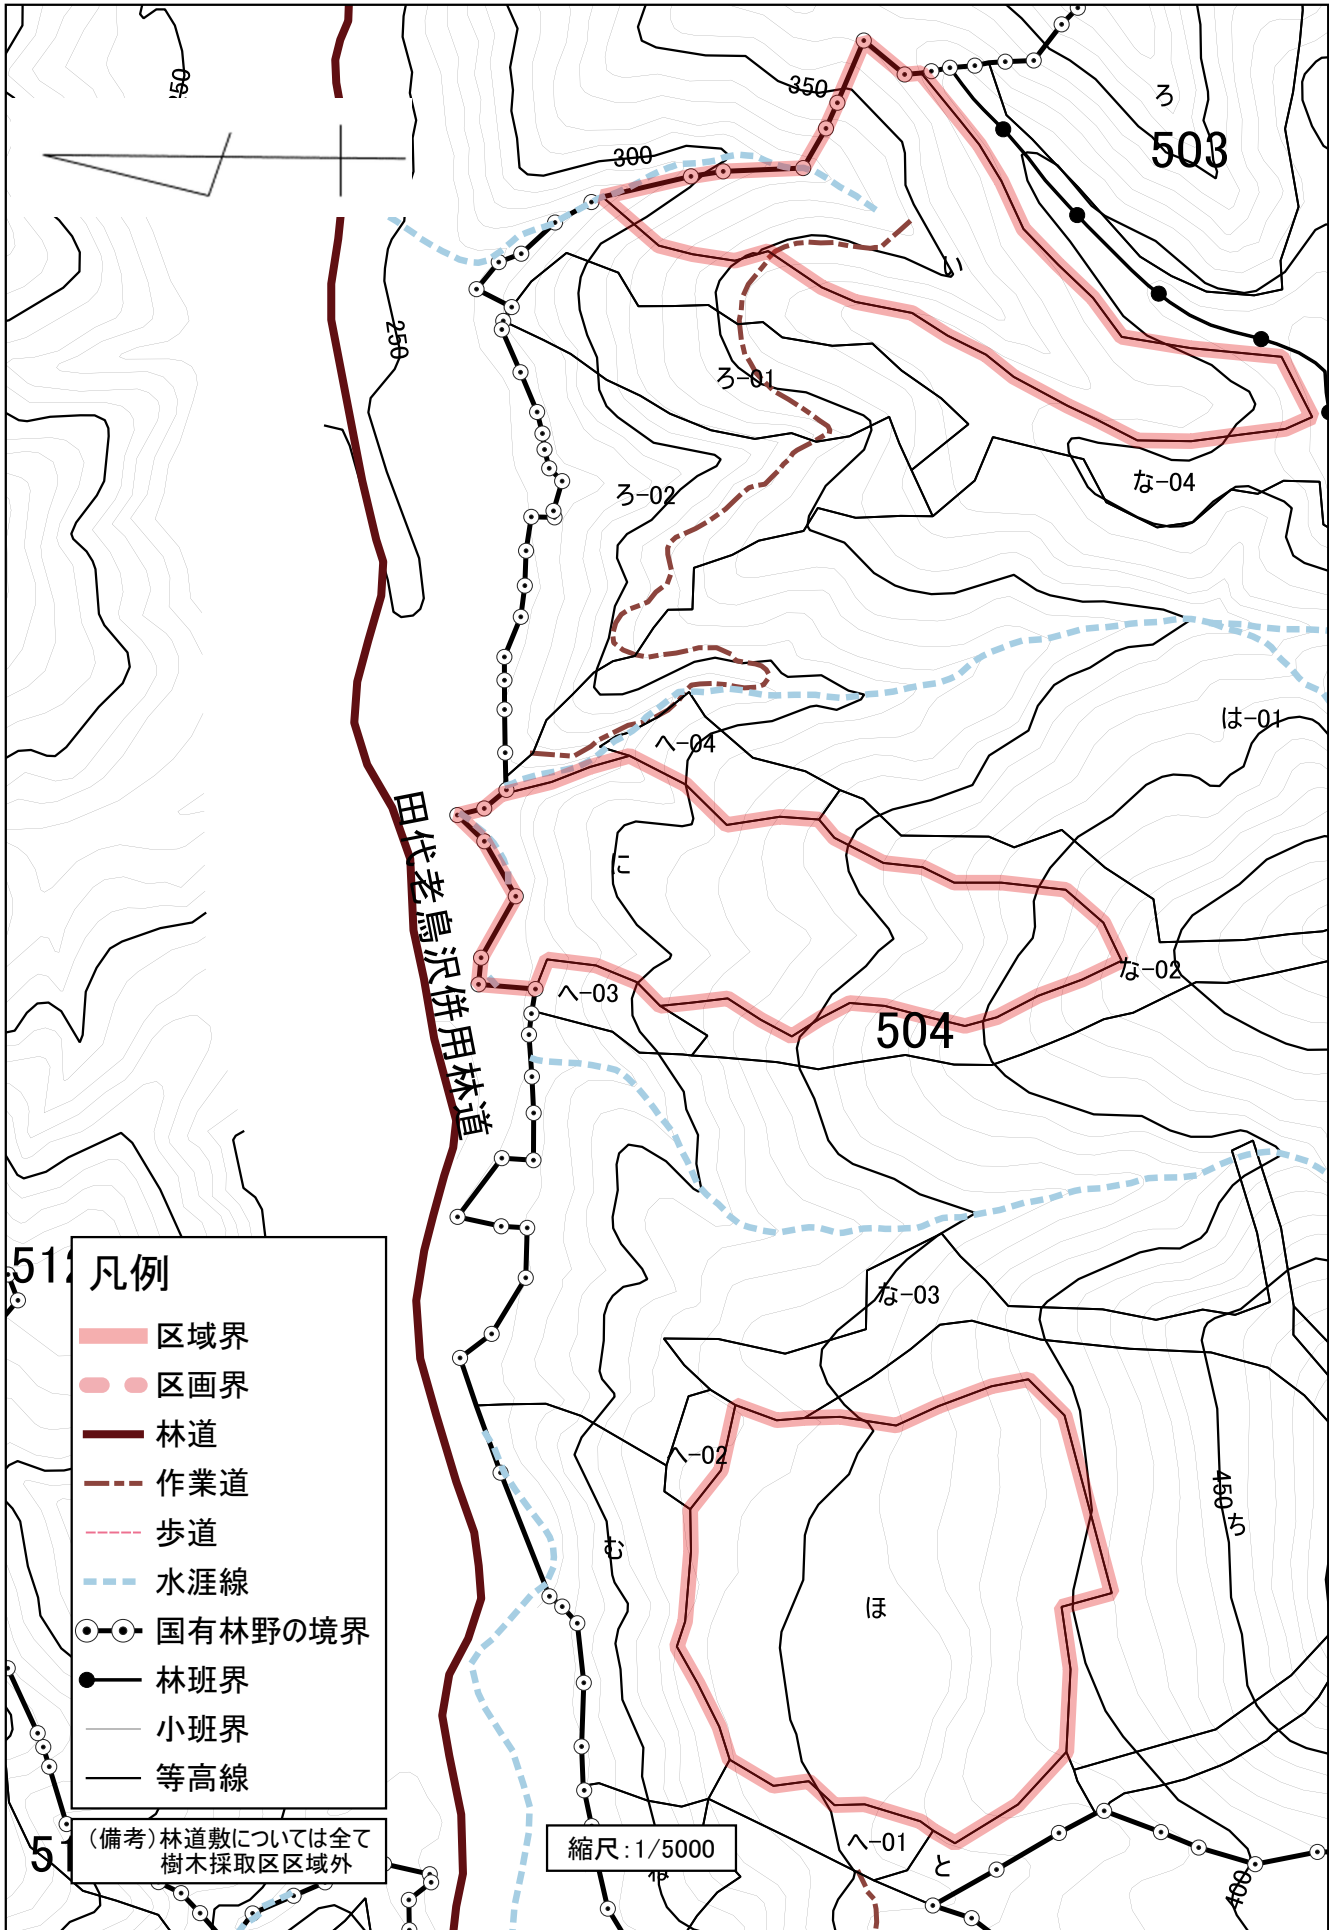 350
ろ
503
300
い
250
ろ-01
な-04
ろ-02
は-01
へ-04
田代老鳥沢併用林道
に
な-02
へ-03
504
な-03
512
凡例
区域界
区画界
林道
作業道
歩道
水涯線
国有林野の境界
林班界
小班界
等高線
へ-02
450
ち
む
ほ
(備考)林道敷については全て
樹木採取区区域外
縮尺:1/5000
へ-01
と
400
51